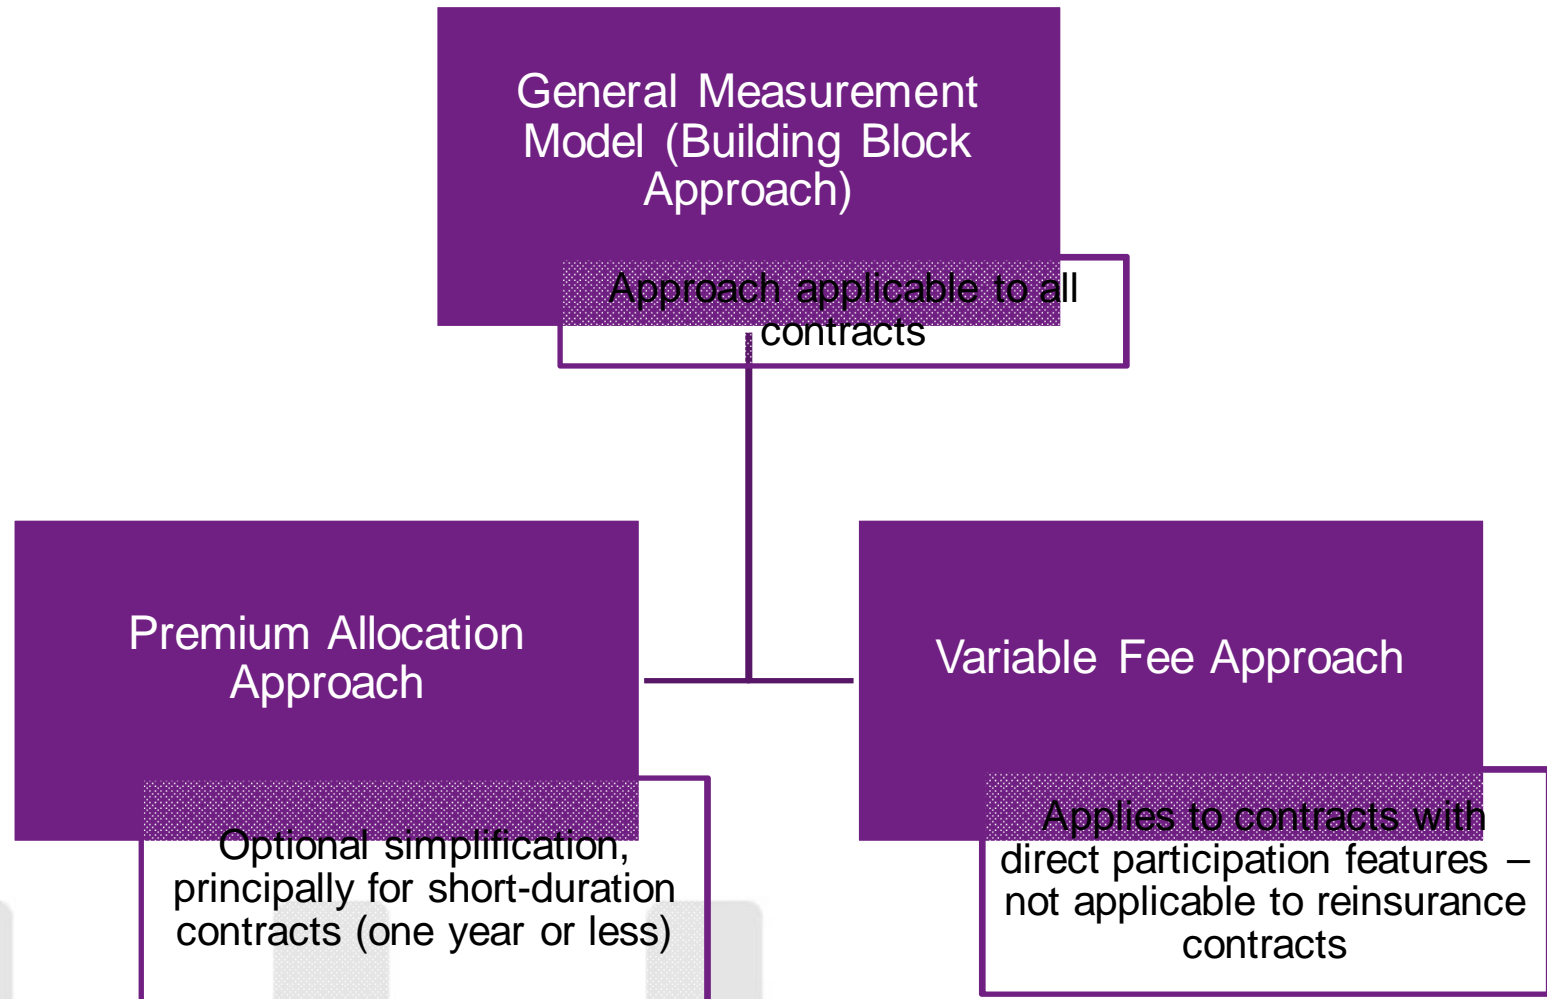 General Measurement
Model (Building Block
Approach)
Approach applicable to all
contracts
Premium Allocation
Approach
Optional simplification,
principally for short-duration
contracts (one year or less)
Variable Fee Approach
Applies to contracts with
direct participation features –
not applicable to reinsurance
contracts